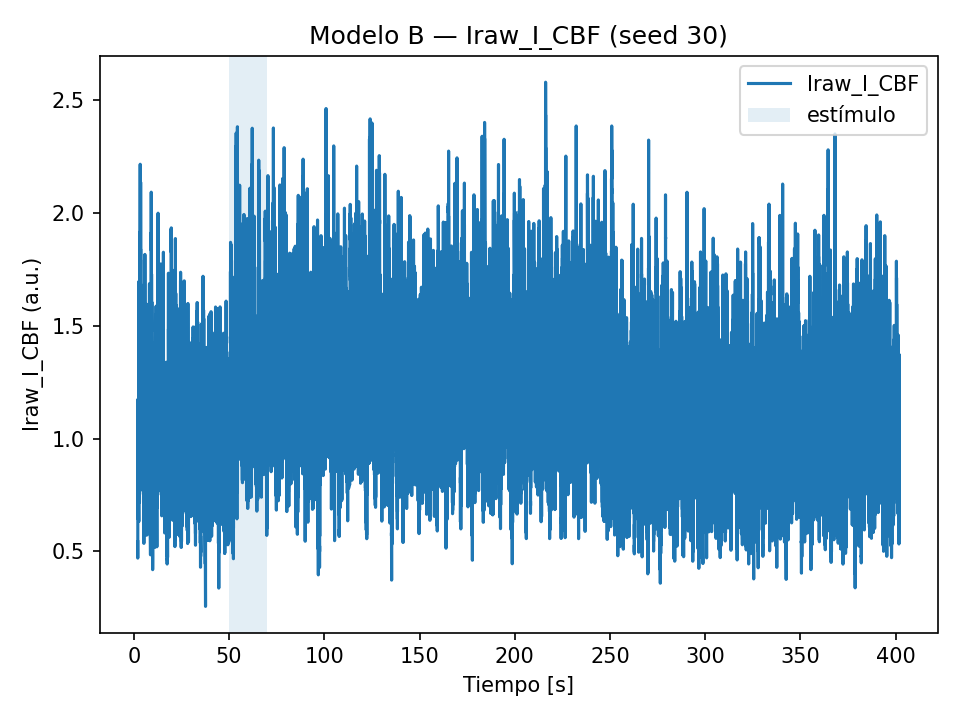 Modelo B — Iraw_I_CBF (seed 30)
Iraw_I_CBF
estímulo
Iraw_I_CBF (a.u.)
2.5
2.0
1.5
1.0
0.5
0 50 100 150 200 250 300 350 400
Tiempo [s]